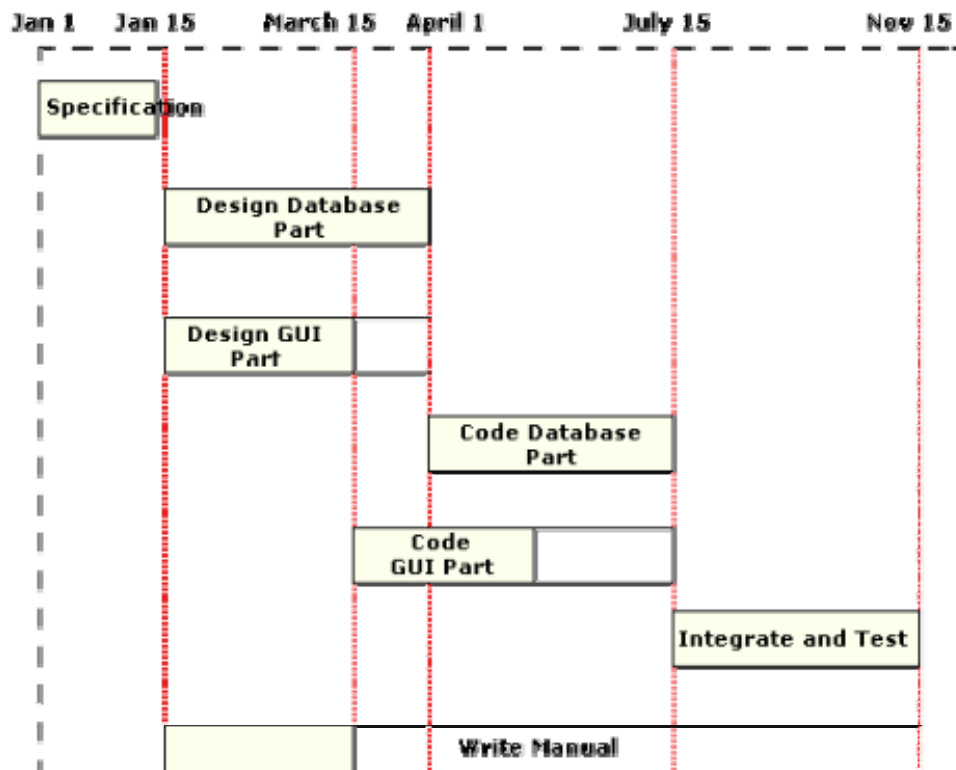 Jan 1 Jan 15 March 15 April 1 July 15 Nov 15
Specification
Design Database
Part
Design GUI
Part
Code Database
Part
Code
GUI Part
Integrate and Test
Write Manual